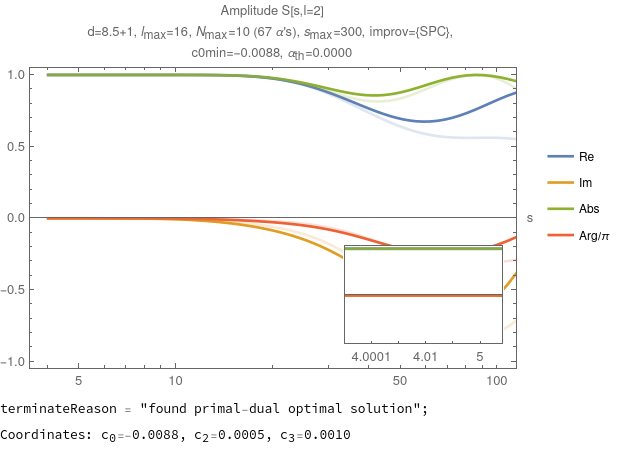 Amplitude S[s,l=2]
d=8.5+1, lmax=16, Nmax=10 (67 α's), smax=300, improv={SPC},
c0min=−0.0088, αth=0.0000
1.0
0.5
0.0
−0.5
−1.0
s
Re
Im
Abs
Arg/π
4.0001 4.01 5
5 10 50 100
terminateReason = "found primal-dual optimal solution";
Coordinates: c0=-0.0088, c2=0.0005, c3=0.0010